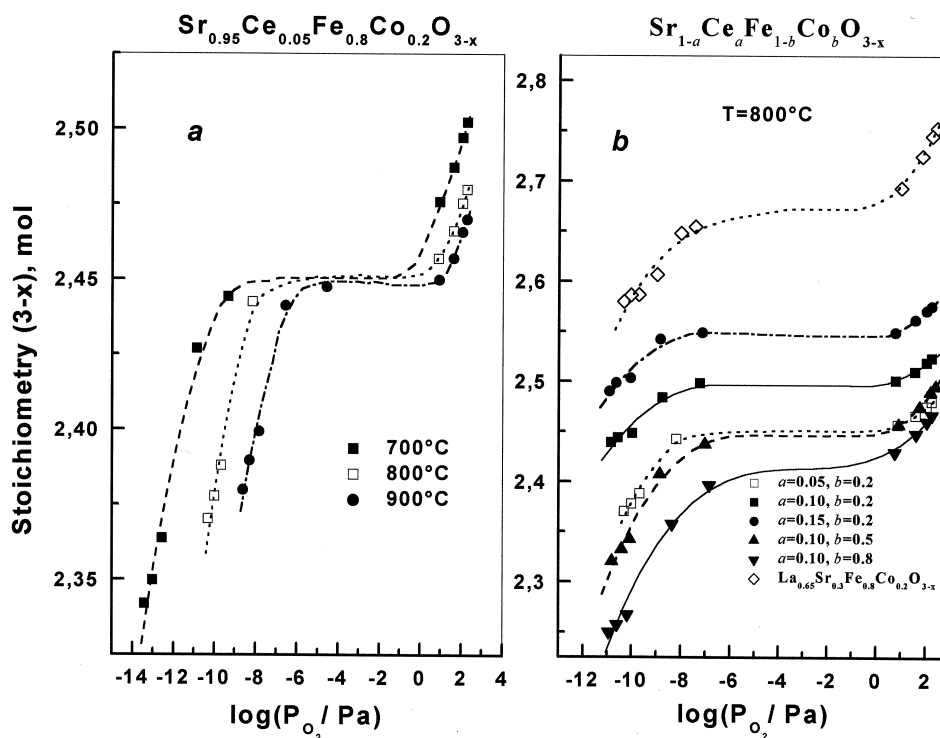 Sr0.95Ce0.05Fe0.8Co0.2O3-x
Sr1-aCeaFe1-bCobO3-x
a
2,50
2,45
2,40
2,35
Stoichiometry (3-x), mol
700°C
800°C
900°C
-14 -12 -10 -8 -6 -4 -2 0 2 4
log(PO2/ Pa)
b
T=800°C
2,8
2,7
2,6
2,5
2,4
2,3
a=0.05, b=0.2
a=0.10, b=0.2
a=0.15, b=0.2
a=0.10, b=0.5
a=0.10, b=0.8
La0.65Sr0.3Fe0.8Co0.2O3-x
-12 -10 -8 -6 -4 -2 0 2
log(PO2/ Pa)